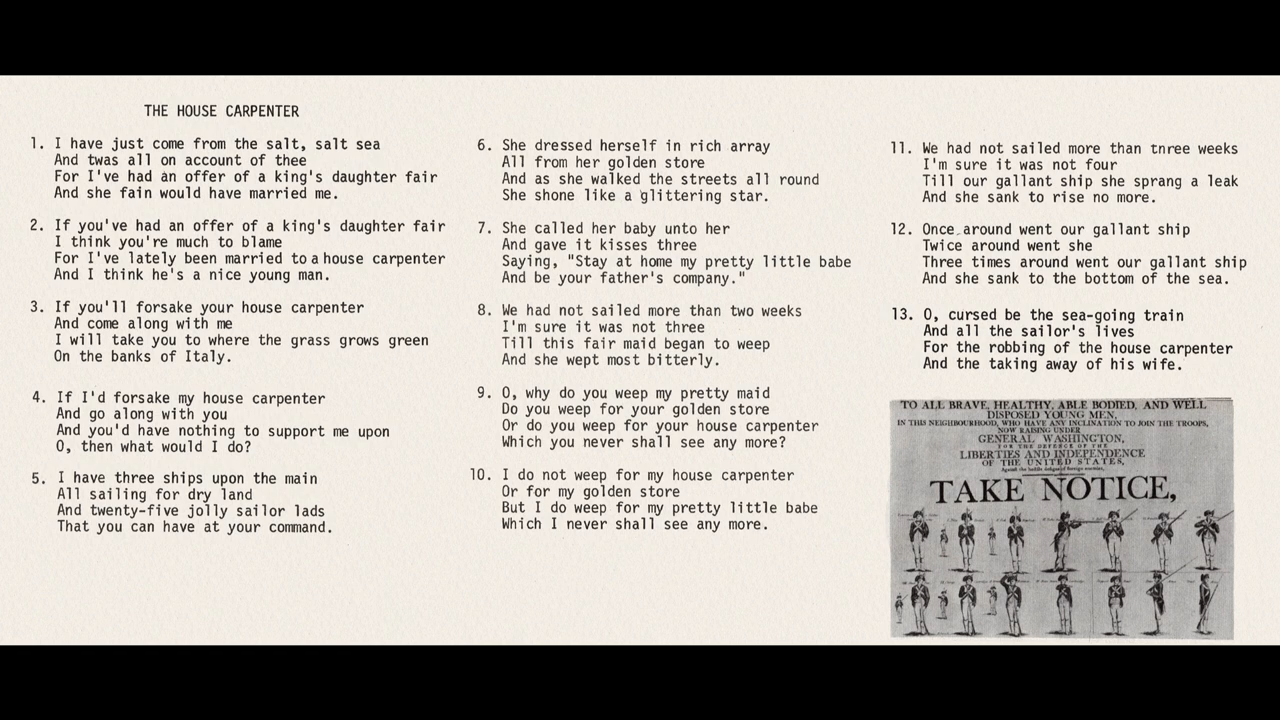 THE HOUSE CARPENTER
1. I have just come from the salt, salt sea
And twas all on account of thee
For I've had an offer of a king's daughter fair
And she fain would have married me.
2. If you've had an offer of a king's daughter fair
I think you're much to blame
For I've lately been married to a house carpenter
And I think he's a nice young man.
3. If you'll forsake your house carpenter
And come along with me
I will take you to where the grass grows green
On the banks of Italy.
4. If I'd forsake my house carpenter
And go along with you
And you'd have nothing to support me upon
O, then what would I do?
5. I have three ships upon the main
All sailing for dry land
And twenty-five jolly sailor lads
That you can have at your command.
6. She dressed herself in rich array
All from her golden store
And as she walked the streets all round
She shone like a glittering star.
7. She called her baby unto her
And gave it kisses three
Saying, "Stay at home my pretty little babe
And be your father's company."
8. We had not sailed more than two weeks
I'm sure it was not three
Till this fair maid began to weep
And she wept most bitterly.
9. O, why do you weep my pretty maid
Do you weep for your golden store
Or do you weep for your house carpenter
Which you never shall see any more?
10. I do not weep for my house carpenter
Or for my golden store
But I do weep for my pretty little babe
Which I never shall see any more.
11. We had not sailed more than tnree weeks
I'm sure it was not four
Till our gallant ship she sprang a leak
And she sank to rise no more.
12. Once around went our gallant ship
Twice around went she
Three times around went our gallant ship
And she sank to the bottom of the sea.
13. O, cursed be the sea-going train
And all the sailor's lives
For the robbing of the house carpenter
And the taking away of his wife.
TO ALL BRAVE, HEALTHY, ABLE BODIED, AND WELL
DISPOSED YOUNG MEN,
IN THIS NEIGHBOURHOOD, WHO HAVE ANY INCLINATION TO JOIN THE TROOPS,
NOW RAISING UNDER
GENERAL WASHINGTON,
FOR THE DEFENCE OF THE
LIBERTIES AND INDEPENDENCE
OF THE UNITED STATES,
Against the hostile designs of foreign enemies,
TAKE NOTICE,